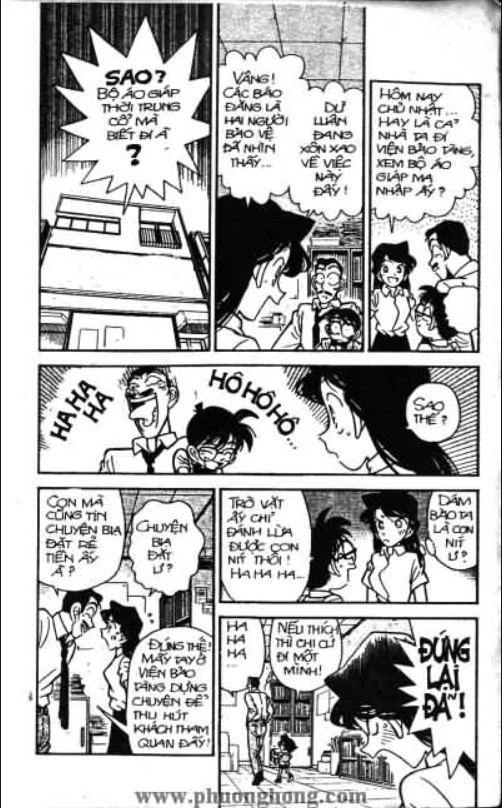 SAO?
BỘ ÁO GIÁP
THỜI TRUNG
CỔ MÀ
BIẾT ĐI À
?
VÂNG!
CÁC BÁO
ĐĂNG LÀ
HAI NGƯỜI
BẢO VỆ
ĐÃ NHÌN
THẤY...
DƯ
LUẬN
ĐANG
XÔN XAO
VỀ VIỆC
NÀY
ĐẤY!
HÔM NAY
CHỦ NHẬT...
HAY LÀ CẢ
NHÀ TA ĐI
VIỆN BẢO TÀNG,
XEM BỘ ÁO
GIÁP MA
NHẬP ẤY?
HA HA
HA
HÔ HÔ HÔ...
SAO
THẾ?
CON MÀ
CŨNG TIN
CHUYỆN BỊA
ĐẶT RẺ
TIỀN ẤY
Á?
CHUYỆN
BỊA
ĐẶT
Ư?
ĐÚNG THẾ!
MẤY TAY Ở
VIỆN BẢO
TÀNG DỰNG
CHUYỆN ĐỂ
THU HÚT
KHÁCH THAM
QUAN ĐẤY!
TRÒ VẶT
ẤY CHỈ
ĐÁNH LỪA
ĐƯỢC CON
NÍT THÔI!
HA HA HA...
DÁM
BẢO TA
LÀ CON
NÍT
Ư?
HA
HA
HA
...
NẾU THÍCH
THÌ CHỊ CỨ
ĐI MỘT
MÌNH!
ĐỨNG
LẠI
ĐÃ!
www.phuonghong.com